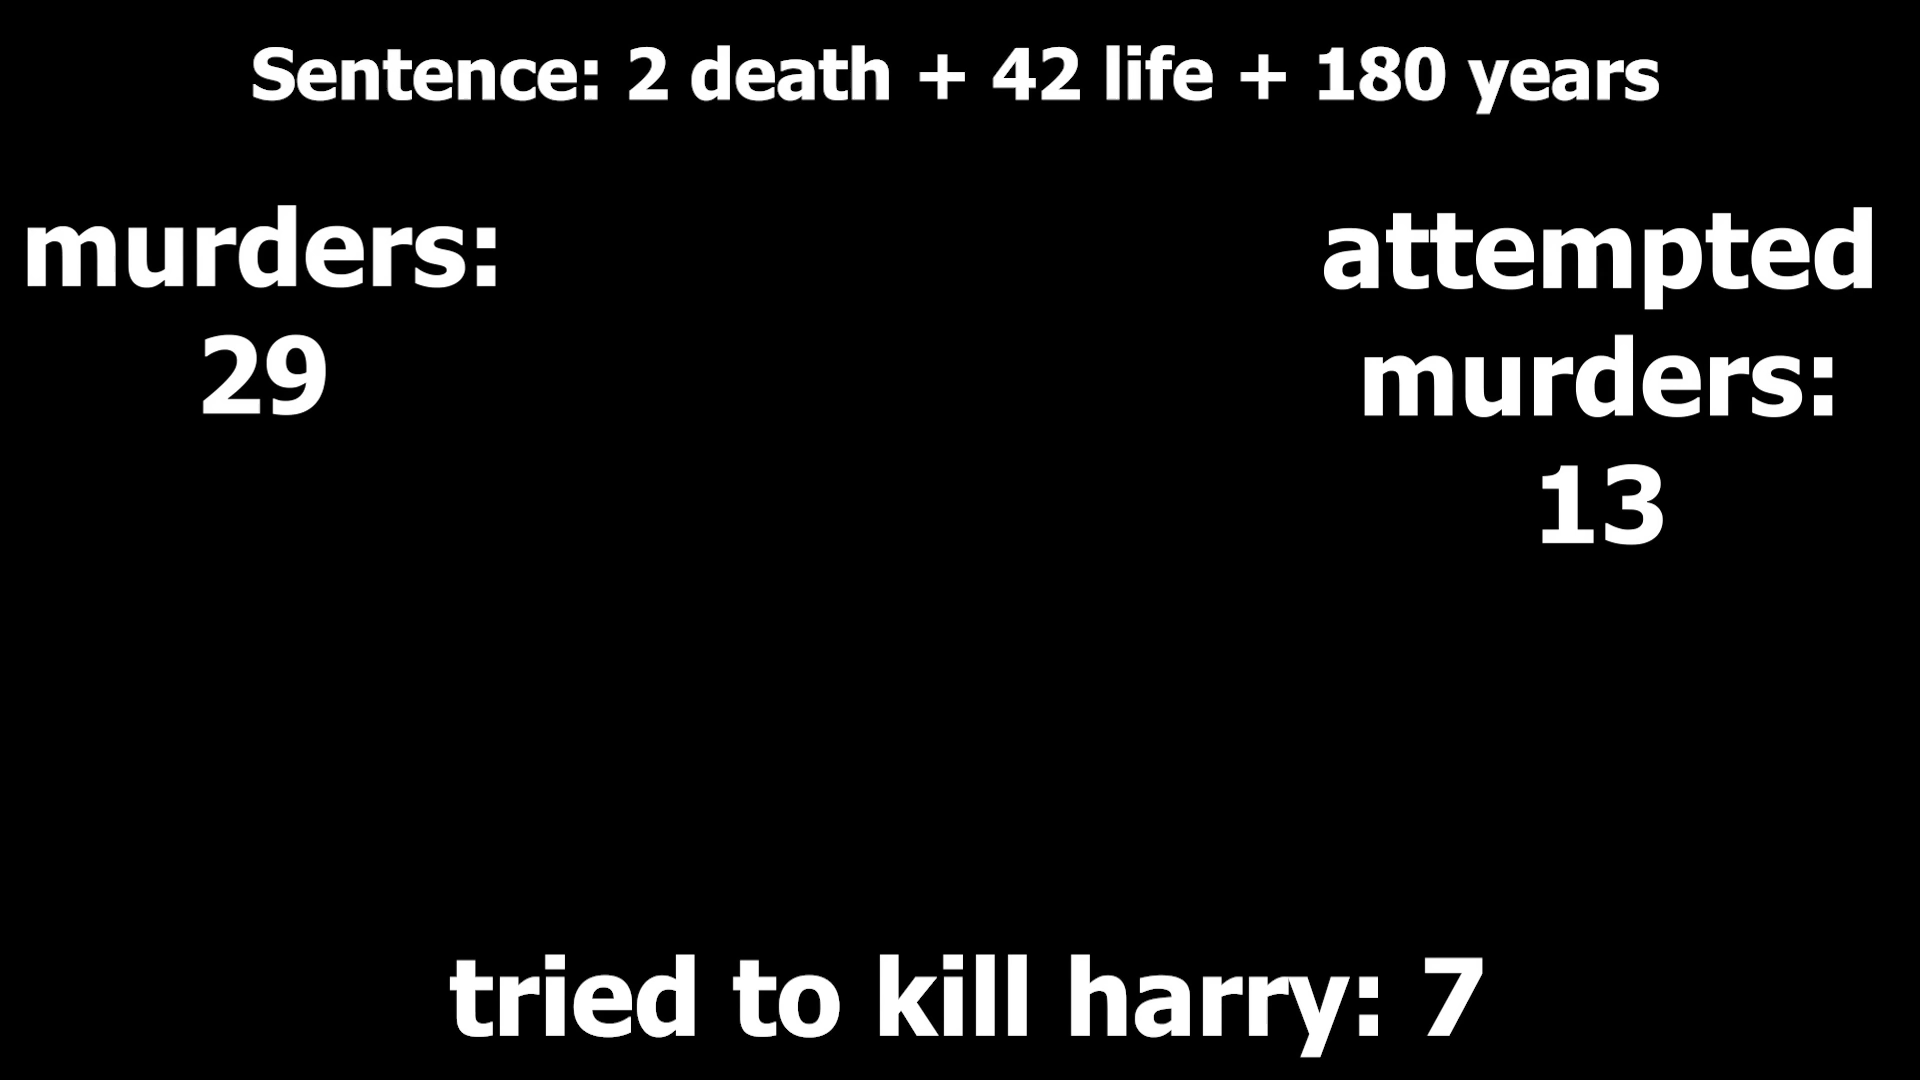 Sentence: 2 death + 42 life + 180 years
murders:
29
attempted
murders:
13
tried to kill harry: 7